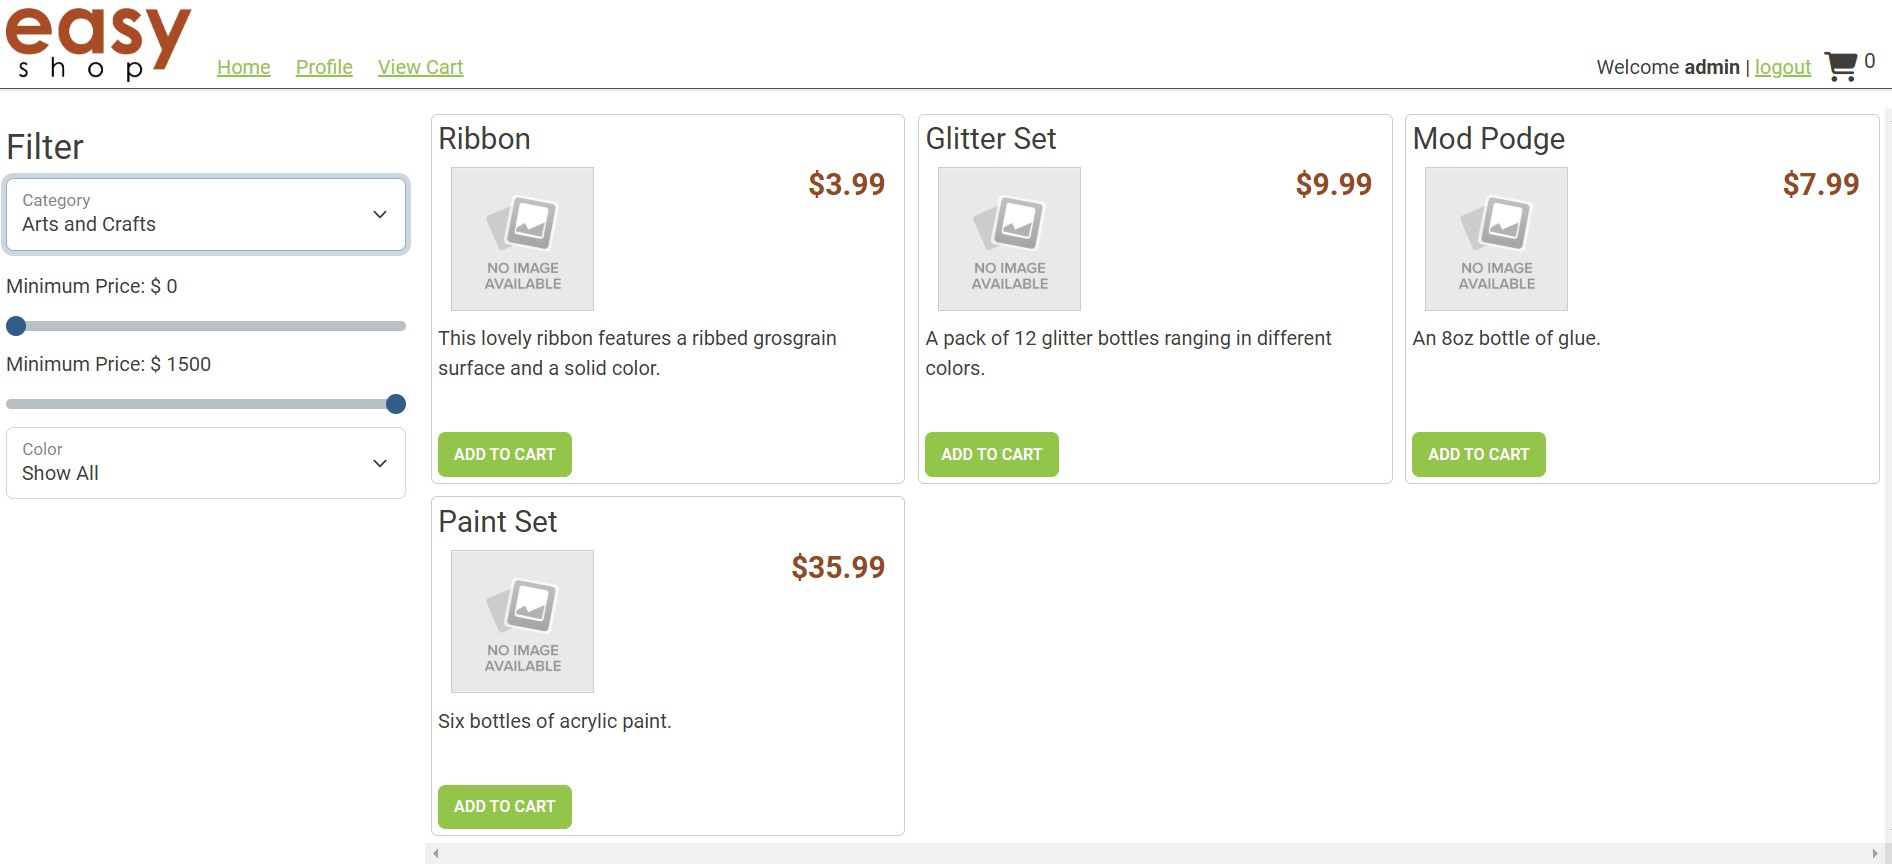 easy
shop
Home Profile View Cart
Welcome admin | logout 0
Filter
Category
Arts and Crafts
Minimum Price: $ 0
Minimum Price: $ 1500
Color
Show All
Ribbon
$3.99
NO IMAGE
AVAILABLE
This lovely ribbon features a ribbed grosgrain
surface and a solid color.
ADD TO CART
Glitter Set
$9.99
NO IMAGE
AVAILABLE
A pack of 12 glitter bottles ranging in different
colors.
ADD TO CART
Mod Podge
$7.99
NO IMAGE
AVAILABLE
An 8oz bottle of glue.
ADD TO CART
Paint Set
$35.99
NO IMAGE
AVAILABLE
Six bottles of acrylic paint.
ADD TO CART